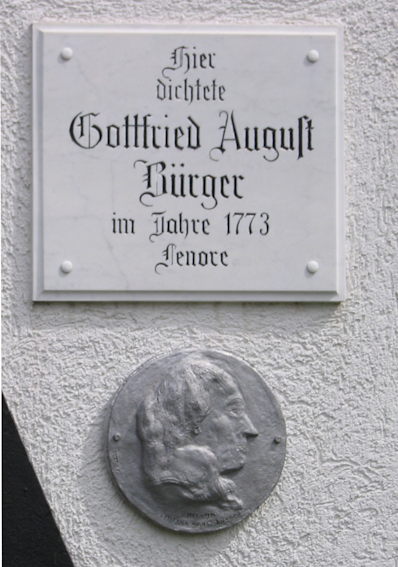 Hier
dichtete
Gottfried August
Bürger
im Jahre 1773
Lenore